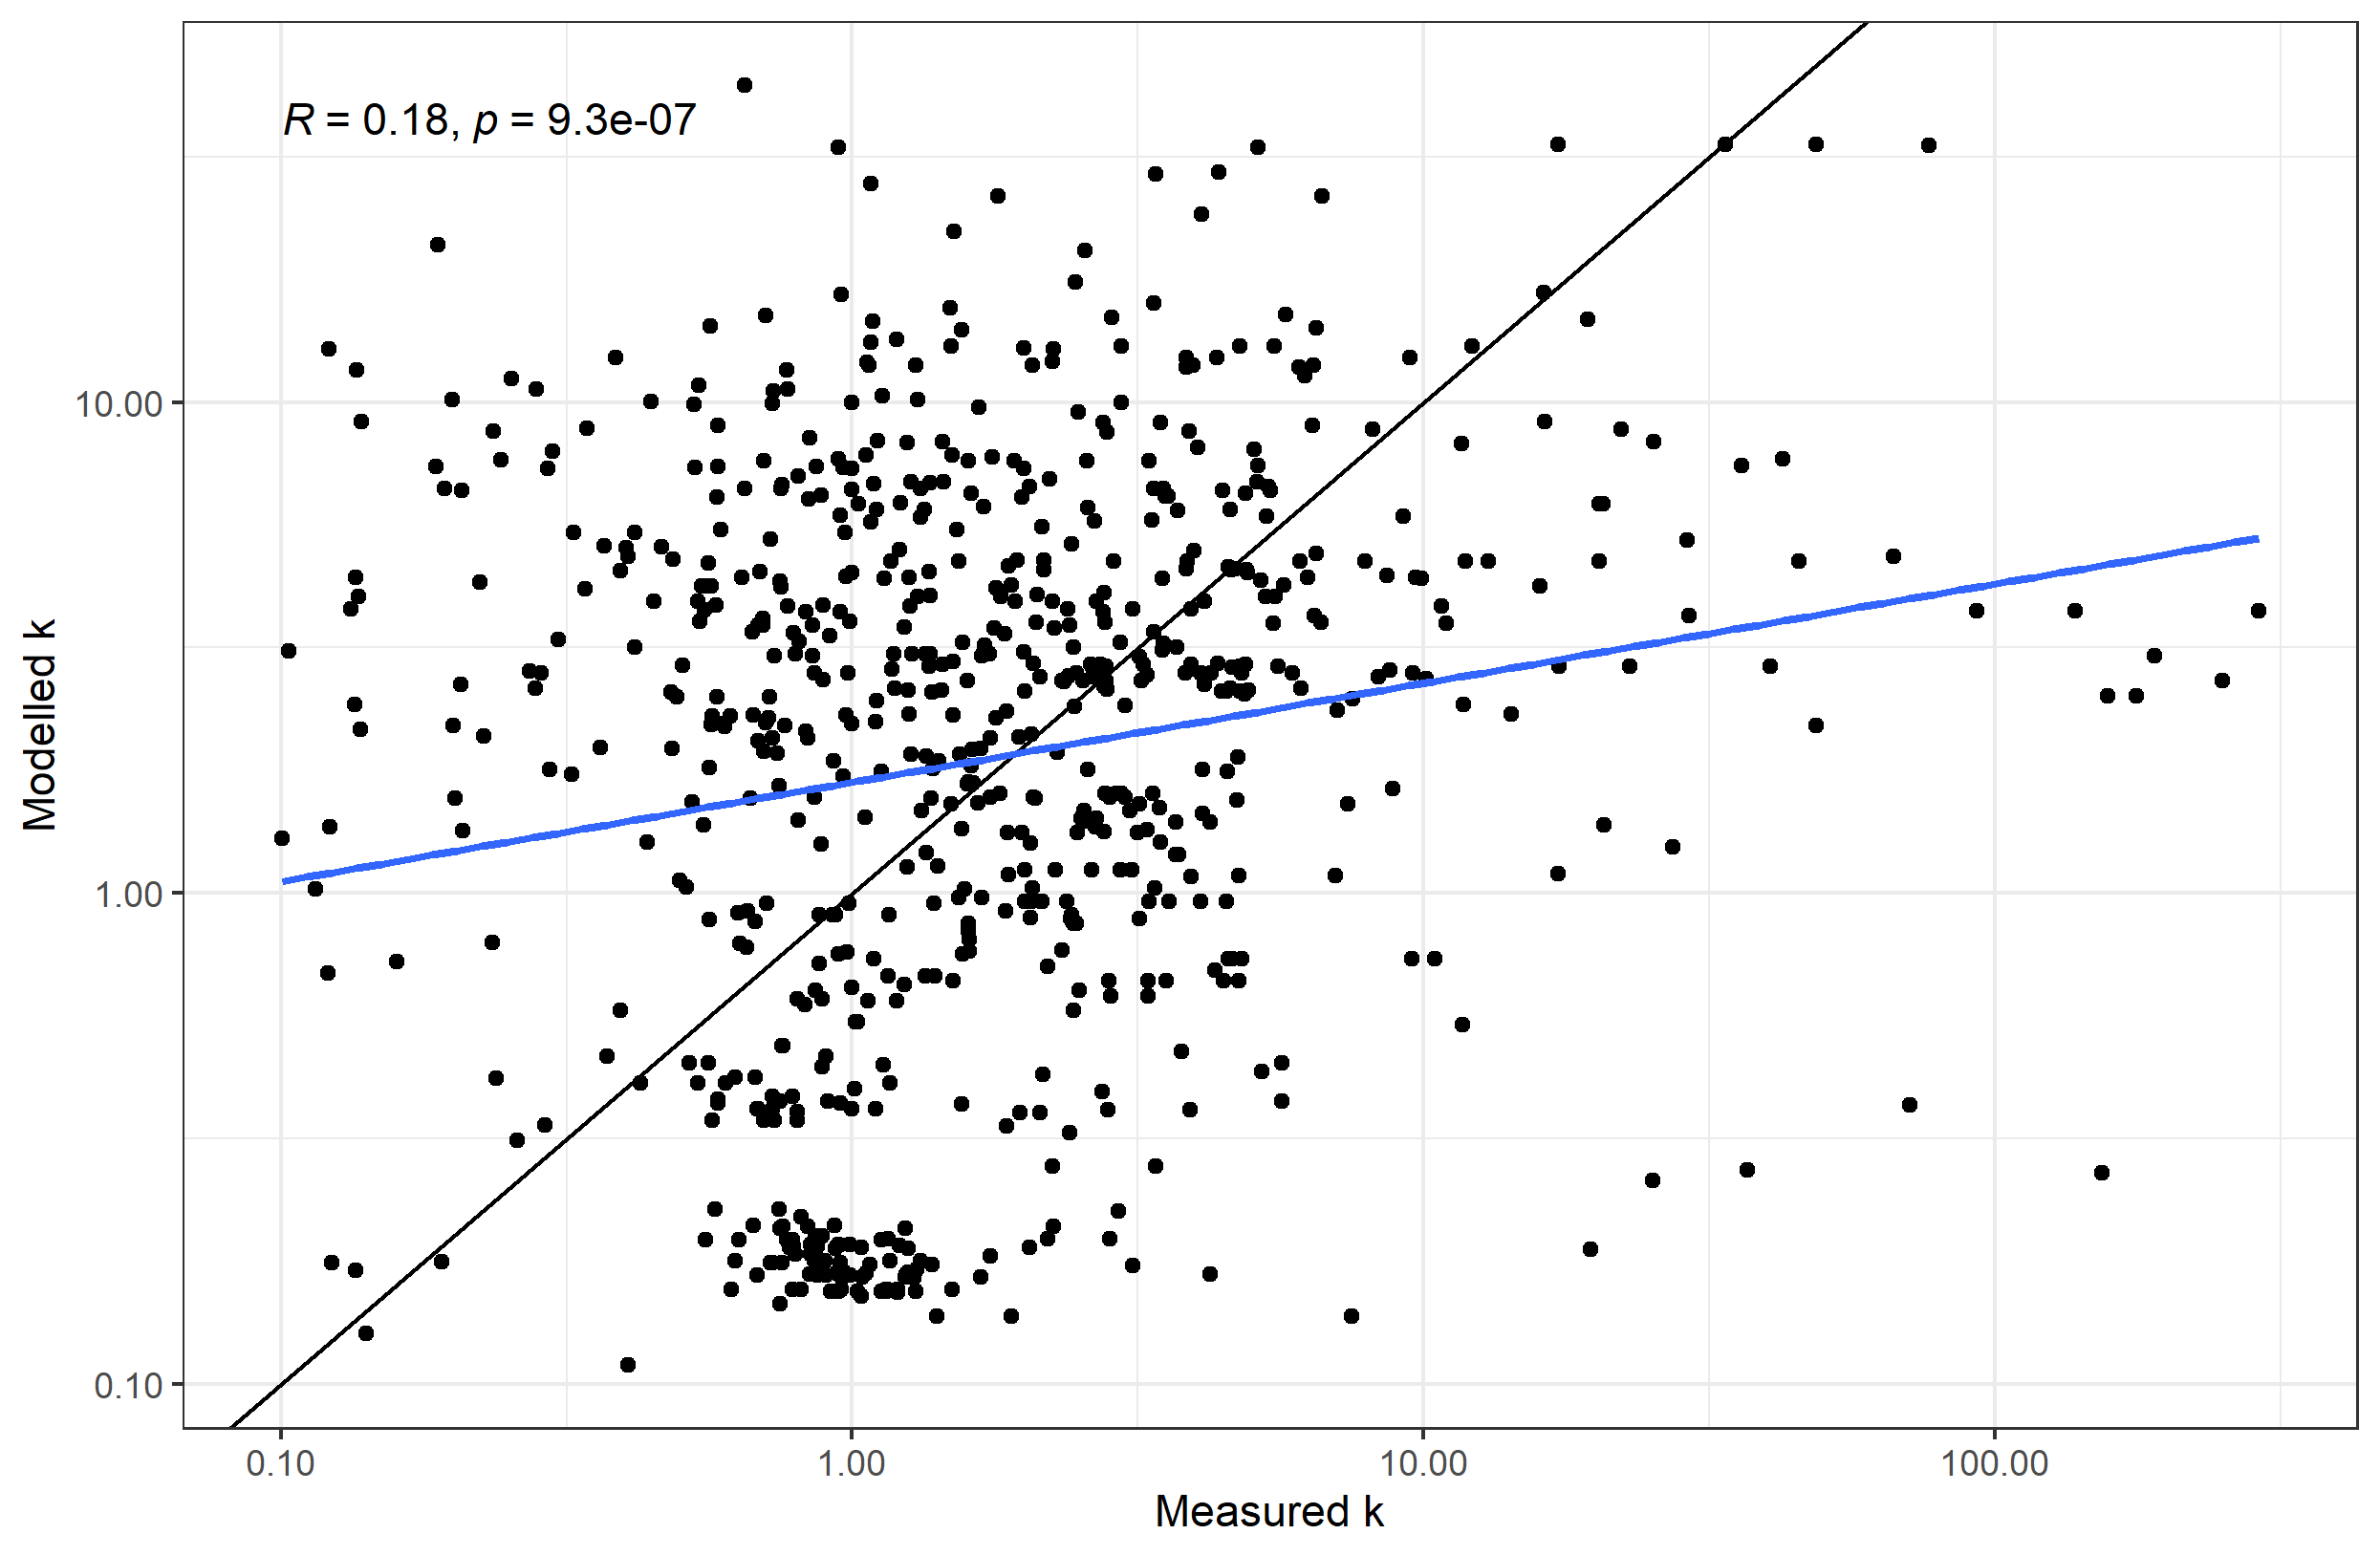 R = 0.18, p = 9.3e-07
10.00
1.00
0.10
Modelled k
0.10 1.00 10.00 100.00
Measured k